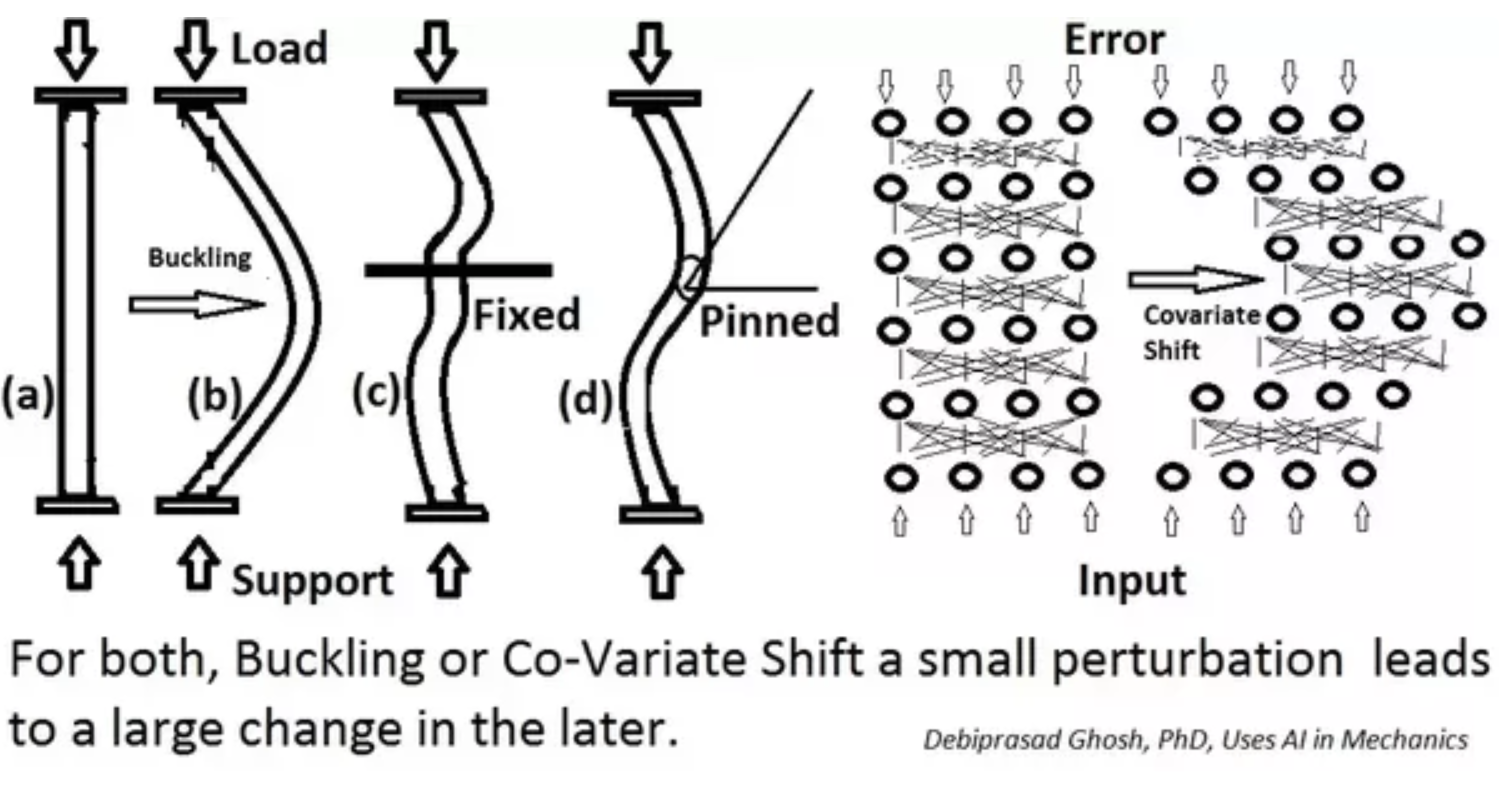 Load
Error
Buckling
Fixed
Pinned
Covariate
Shift
(a)
(b)
(c)
(d)
Support
Input
For both, Buckling or Co-Variate Shift a small perturbation leads
to a large change in the later.
Debiprasad Ghosh, PhD, Uses AI in Mechanics